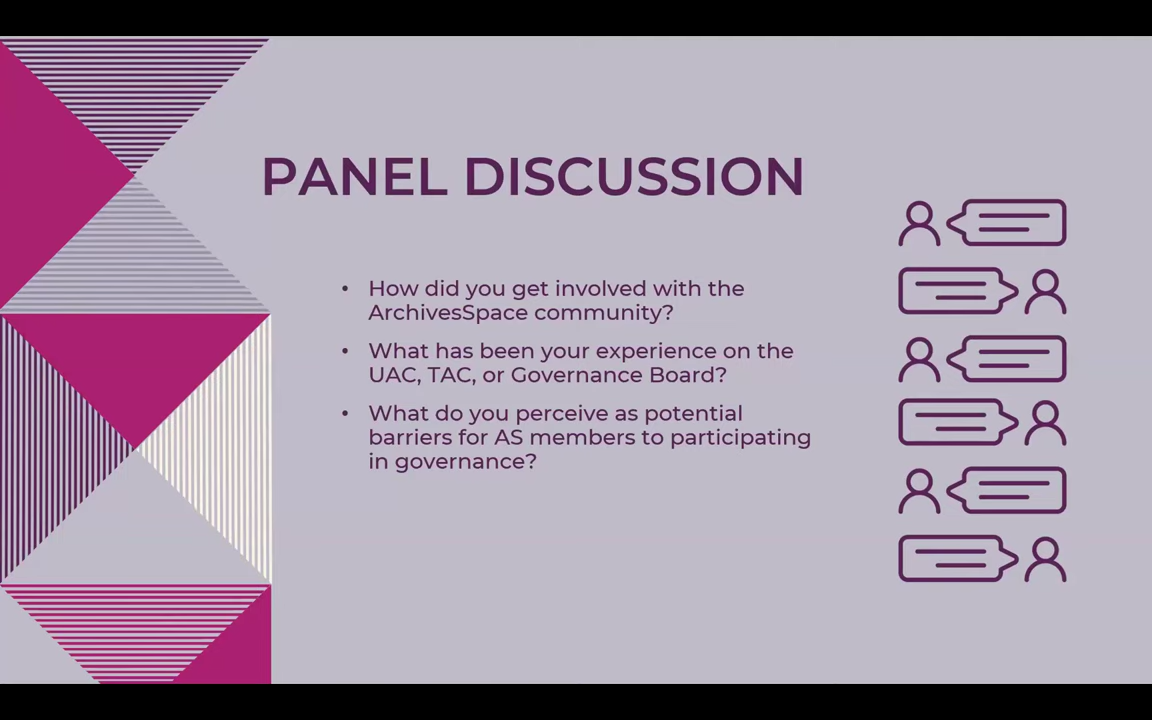 PANEL DISCUSSION
• How did you get involved with the
ArchivesSpace community?
• What has been your experience on the
UAC, TAC, or Governance Board?
• What do you perceive as potential
barriers for AS members to participating
in governance?